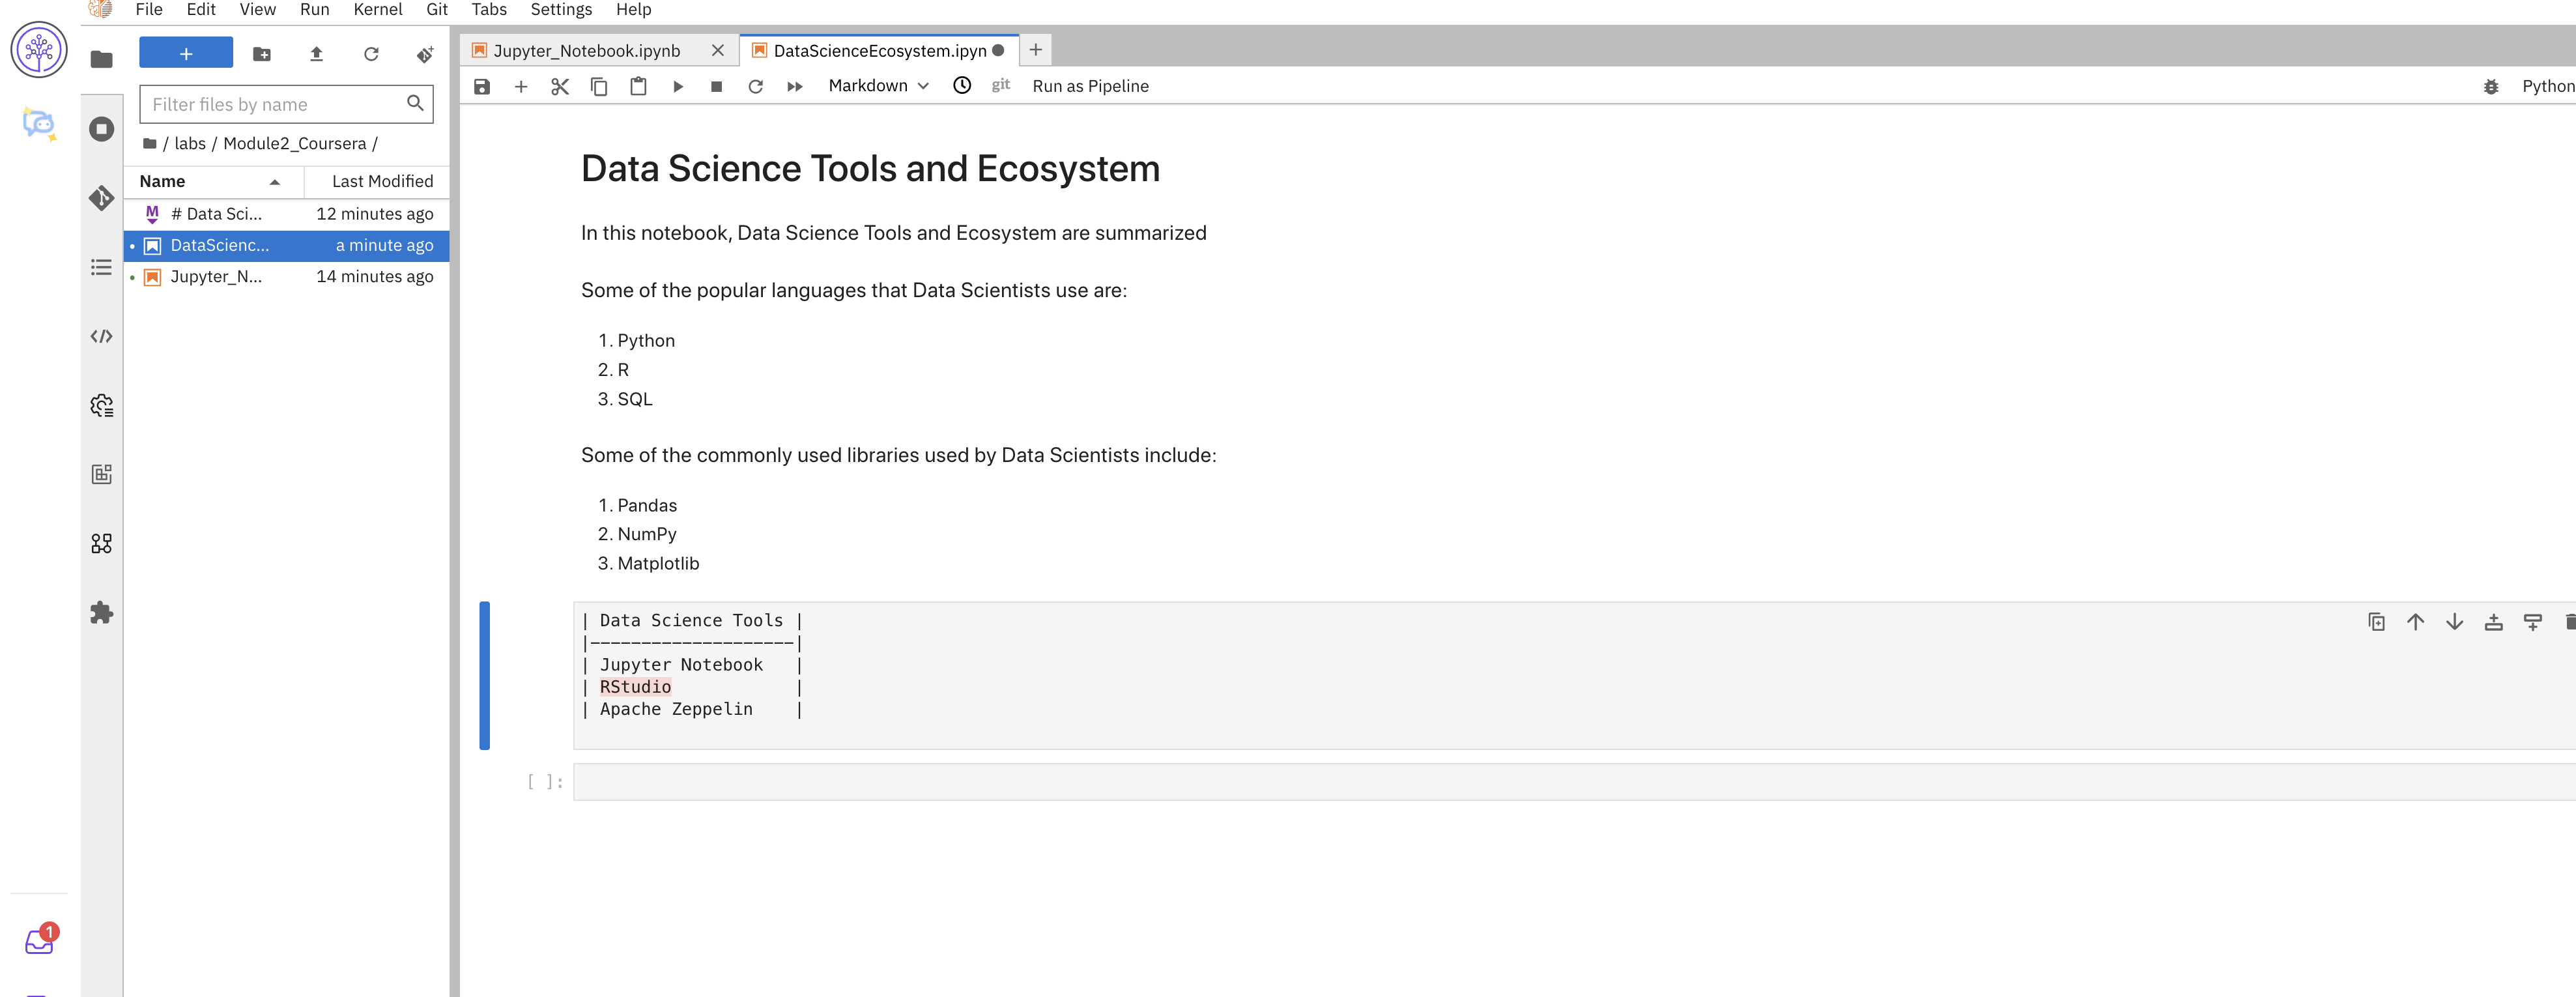 File Edit View Run Kernel Git Tabs Settings Help
+
Filter files by name
/ labs / Module2_Coursera /
Name Last Modified
M # Data Sci... 12 minutes ago
DataScienc... a minute ago
Jupyter_N... 14 minutes ago
1
Jupyter_Notebook.ipynb DataScienceEcosystem.ipyn +
Markdown git Run as Pipeline Python
Data Science Tools and Ecosystem
In this notebook, Data Science Tools and Ecosystem are summarized
Some of the popular languages that Data Scientists use are:
1. Python
2. R
3. SQL
Some of the commonly used libraries used by Data Scientists include:
1. Pandas
2. NumPy
3. Matplotlib
| Data Science Tools |
|--------------------|
| Jupyter Notebook   |
| RStudio            |
| Apache Zeppelin    |
[ ]: